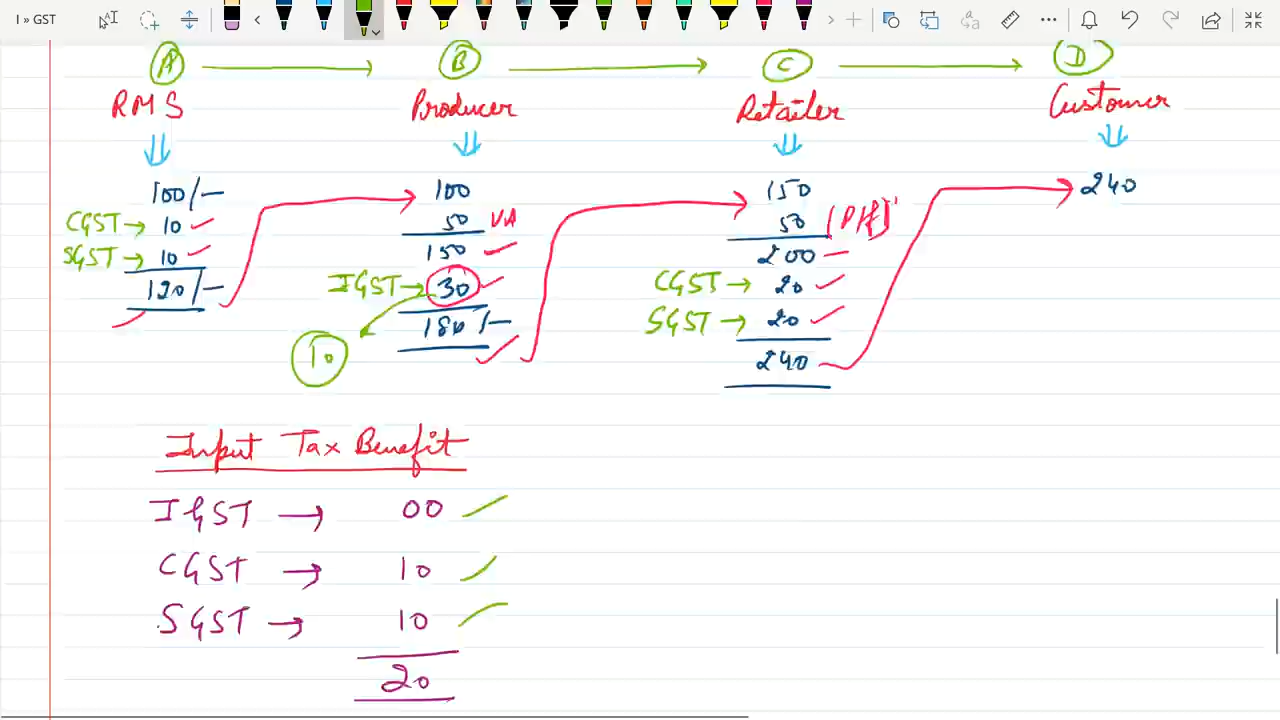 I » GST
A B C D
RMS Producer Retailer Customer
100/- 100 150 240
CGST → 10 50 VA 50 (Pft)
SGST → 10 150 200
120/- IGST → 30 CGST → 20
180/- SGST → 20
10 240
Input Tax Benefit
IGST → 00
CGST → 10
SGST → 10
20